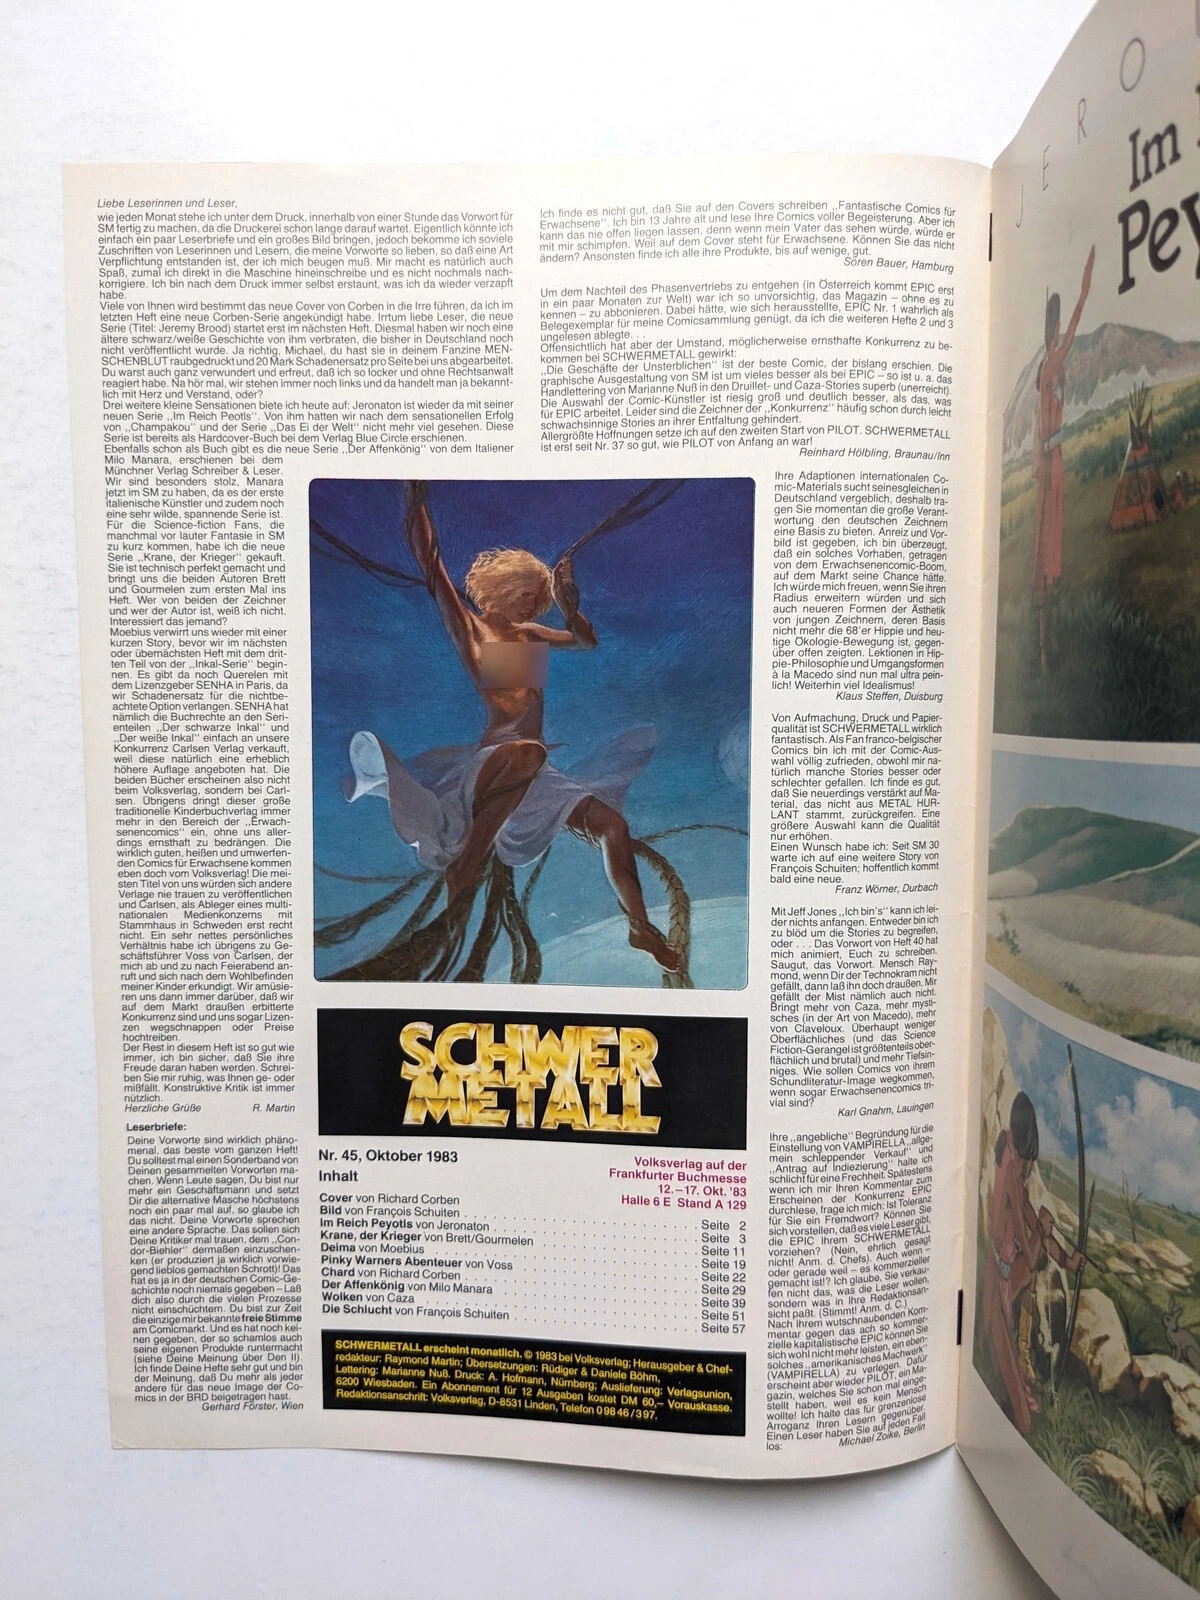 Liebe Leserinnen und Leser,
wie jeden Monat stehe ich unter dem Druck, innerhalb von einer Stunde das Vorwort für
SM fertig zu machen, da die Druckerei schon lange darauf wartet. Eigentlich könnte ich
einfach ein paar Leserbriefe und ein großes Bild bringen, jedoch bekomme ich soviele
Zuschriften von Leserinnen und Lesern, die meine Vorworte so lieben, so daß eine Art
Verpflichtung entstanden ist, der ich mich beugen muß. Mir macht es natürlich auch
Spaß, zumal ich direkt in die Maschine hineinschreibe und es nicht nochmals nach-
korrigiere. Ich bin nach dem Druck immer selbst erstaunt, was ich da wieder verzapft
habe.
Viele von Ihnen wird bestimmt das neue Cover von Corben in die Irre führen, da ich im
letzten Heft eine neue Corben-Serie angekündigt habe. Irrtum liebe Leser, die neue
Serie (Titel: Jeremy Brood) startet erst im nächsten Heft. Diesmal haben wir noch eine
ältere schwarz/weiße Geschichte von ihm verbraten, die bisher in Deutschland noch
nicht veröffentlicht wurde. Ja richtig, Michael, du hast sie in deinem Fanzine MEN-
SCHENBLUT raubgedruckt und 20 Mark Schadenersatz pro Seite bei uns abgearbeitet.
Du warst auch ganz verwundert und erfreut, daß ich so locker und ohne Rechtsanwalt
reagiert habe. Na hör mal, wir stehen immer noch links und da handelt man ja bekannt-
lich mit Herz und Verstand, oder?
Drei weitere kleine Sensationen biete ich heute auf: Jeronaton ist wieder da mit seiner
neuen Serie „Im Reich Peotls". Von ihm hatten wir nach dem sensationellen Erfolg
von „Champakou" und der Serie „Das Ei der Welt" nicht mehr viel gesehen. Diese
Serie ist bereits als Hardcover-Buch bei dem Verlag Blue Circle erschienen.
Ebenfalls schon als Buch gibt es die neue Serie „Der Affenkönig" von dem Italiener
Milo Manara, erschienen bei dem
Münchner Verlag Schreiber & Leser.
Wir sind besonders stolz, Manara
jetzt im SM zu haben, da es der erste
italienische Künstler und zudem noch
eine sehr wilde, spannende Serie ist.
Für die Science-fiction Fans, die
manchmal vor lauter Fantasie in SM
zu kurz kommen, habe ich die neue
Serie „Krane, der Krieger" gekauft.
Sie ist technisch perfekt gemacht und
bringt uns die beiden Autoren Brett
und Gourmelen zum ersten Mal ins
Heft. Wer von beiden der Zeichner
und wer der Autor ist, weiß ich nicht.
Interessiert das jemand?
Moebius verwirrt uns wieder mit einer
kurzen Story, bevor wir im nächsten
oder übernächsten Heft mit dem drit-
ten Teil von der „Inkal-Serie" begin-
nen. Es gibt da noch Querelen mit
dem Lizenzgeber SENHA in Paris, da
wir Schadenersatz für die nichtbe-
achtete Option verlangen. SENHA hat
nämlich die Buchrechte an den Seri-
enteilen „Der schwarze Inkal" und
„Der weiße Inkal" einfach an unsere
Konkurrenz Carlsen Verlag verkauft,
weil diese natürlich eine erheblich
höhere Auflage angeboten hat. Die
beiden Bücher erscheinen also nicht
beim Volksverlag, sondern bei Carl-
sen. Übrigens dringt dieser große
traditionelle Kinderbuchverlag immer
mehr in den Bereich der „Erwach-
senencomics" ein, ohne uns aller-
dings ernsthaft zu bedrängen. Die
wirklich guten, heißen und umwerfen-
den Comics für Erwachsene kommen
eben doch vom Volksverlag! Die mei-
sten Titel von uns würden sich andere
Verlage nie trauen zu veröffentlichen
und Carlsen, als Ableger eines multi-
nationalen Medienkonzerns mit
Stammhaus in Schweden erst recht
nicht. Ein sehr nettes persönliches
Verhältnis habe ich übrigens zu Ge-
schäftsführer Voss von Carlsen, der
mich ab und zu nach Feierabend an-
ruft und sich nach dem Wohlbefinden
meiner Kinder erkundigt. Wir amüsie-
ren uns dann immer darüber, daß wir
auf dem Markt draußen erbitterte
Konkurrenz sind und uns sogar Lizen-
zen wegschnappen oder Preise
hochtreiben.
Der Rest in diesem Heft ist so gut wie
immer, ich bin sicher, daß Sie ihre
Freude daran haben werden. Schrei-
ben Sie mir ruhig, was Ihnen ge- oder
mißfällt. Konstruktive Kritik ist immer
nützlich.
Herzliche Grüße R. Martin
Leserbriefe:
Deine Vorworte sind wirklich phäno-
menal, das beste vom ganzen Heft!
Du solltest mal einen Sonderband von
Deinen gesammelten Vorworten ma-
chen. Wenn Leute sagen, Du bist nur
mehr ein Geschäftsmann und setzt
Dir die alternative Masche höchstens
noch ein paar mal auf, so glaube ich
das nicht. Deine Vorworte sprechen
eine andere Sprache. Das sollen sich
Deine Kritiker mal trauen, dem „Con-
dor-Biehler" dermaßen einzuschen-
ken (er produziert ja wirklich vorwie-
gend lieblos gemachten Schrott)! Das
hat es ja in der deutschen Comic-Ge-
schichte noch niemals gegeben – Laß
dich also durch die vielen Prozesse
nicht einschüchtern. Du bist zur Zeit
die einzige mir bekannte freie Stimme
am Comicmarkt. Und es hat noch kei-
nen gegeben, der so schamlos auch
seine eigenen Produkte runtermacht
(siehe Deine Meinung über Den II).
Ich finde Deine Hefte sehr gut und bin
der Meinung, daß Du mehr als jeder
andere für das neue Image der Co-
mics in der BRD beigetragen hast.
Gerhard Förster, Wien
Ich finde es nicht gut, daß Sie auf den Covers schreiben „Fantastische Comics für
Erwachsene". Ich bin 13 Jahre alt und lese Ihre Comics voller Begeisterung. Aber ich
kann das nie offen liegen lassen, denn wenn mein Vater das sehen würde, würde er
mit mir schimpfen. Weil auf dem Cover steht für Erwachsene. Können Sie das nicht
ändern? Ansonsten finde ich alle ihre Produkte, bis auf wenige, gut.
Sören Bauer, Hamburg
Um dem Nachteil des Phasenvertriebs zu entgehen (in Österreich kommt EPIC erst
in ein paar Monaten zur Welt) war ich so unvorsichtig, das Magazin – ohne es zu
kennen – zu abbonieren. Dabei hätte, wie sich herausstellte, EPIC Nr. 1 wahrlich als
Belegexemplar für meine Comicsammlung genügt, da ich die weiteren Hefte 2 und 3
ungelesen ablegte. . .
Offensichtlich hat aber der Umstand, möglicherweise ernsthafte Konkurrenz zu be-
kommen bei SCHWERMETALL gewirkt:
„Die Geschäfte der Unsterblichen" ist der beste Comic, der bislang erschien. Die
graphische Ausgestaltung von SM ist um vieles besser als bei EPIC – so ist u. a. das
Handlettering von Marianne Nuß in den Druillet- und Caza-Stories superb (unerreicht).
Die Auswahl der Comic-Künstler ist riesig groß und deutlich besser, als das, was
für EPIC arbeitet. Leider sind die Zeichner der „Konkurrenz" häufig schon durch leicht
schwachsinnige Stories an ihrer Entfaltung gehindert.
Allergrößte Hoffnungen setze ich auf den zweiten Start von PILOT. SCHWERMETALL
ist erst seit Nr. 37 so gut, wie PILOT von Anfang an war!
Reinhard Hölbling, Braunau/Inn
Ihre Adaptionen internationalen Co-
mic-Materials sucht seinesgleichen in
Deutschland vergeblich, deshalb tra-
gen Sie momentan die große Verant-
wortung den deutschen Zeichnern
eine Basis zu bieten. Anreiz und Vor-
bild ist gegeben, ich bin überzeugt,
daß ein solches Vorhaben, getragen
von dem Erwachsenencomic-Boom,
auf dem Markt seine Chance hätte.
Ich würde mich freuen, wenn Sie ihren
Radius erweitern würden und sich
auch neueren Formen der Ästhetik
von jungen Zeichnern, deren Basis
nicht mehr die 68'er Hippie und heu-
tige Ökologie-Bewegung ist, gegen-
über offen zeigten. Lektionen in Hip-
pie-Philosophie und Umgangsformen
à la Macedo sind nun mal ultra pein-
lich! Weiterhin viel Idealismus!
Klaus Steffen, Duisburg
Von Aufmachung, Druck und Papier-
qualität ist SCHWERMETALL wirklich
fantastisch. Als Fan franco-belgischer
Comics bin ich mit der Comic-Aus-
wahl völlig zufrieden, obwohl mir na-
türlich manche Stories besser oder
schlechter gefallen. Ich finde es gut,
daß Sie neuerdings verstärkt auf Ma-
terial, das nicht aus METAL HUR-
LANT stammt, zurückgreifen. Eine
größere Auswahl kann die Qualität
nur erhöhen.
Einen Wunsch habe ich: Seit SM 30
warte ich auf eine weitere Story von
François Schuiten; hoffentlich kommt
bald eine neue.
Franz Wörner, Durbach
Mit Jeff Jones „Ich bin's" kann ich lei-
der nichts anfangen. Entweder bin ich
zu blöd um die Stories zu begreifen,
oder . . . Das Vorwort von Heft 40 hat
mich animiert, Euch zu schreiben.
Saugut, das Vorwort. Mensch Ray-
mond, wenn Dir der Technokram nicht
gefällt, dann laß ihn doch draußen. Mir
gefällt der Mist nämlich auch nicht.
Bringt mehr von Caza, mehr mysti-
sches (in der Art von Macedo), mehr
von Claveloux. Überhaupt weniger
Oberflächliches (und das Science
Fiction-Gerangel ist größtenteils ober-
flächlich und brutal) und mehr Tiefsin-
niges. Wie sollen Comics von ihrem
Schundliteratur-Image wegkommen,
wenn sogar Erwachsenencomics tri-
vial sind?
Karl Gnahm, Lauingen
Ihre „angebliche" Begründung für die
Einstellung von VAMPIRELLA „allge-
mein schleppender Verkauf" und
„Antrag auf Indiezierung" halte ich
schlicht für eine Frechheit. Spätestens
wenn ich mir Ihren Kommentar zum
Erscheinen der Konkurrenz EPIC
durchlese, frage ich mich: Ist Toleranz
für Sie ein Fremdwort? Können Sie
sich vorstellen, daß es viele Leser gibt,
die EPIC Ihrem SCHWERMETALL
vorziehen? (Nein, ehrlich gesagt
nicht! Anm. d. Chefs). Auch wenn –
oder gerade weil – es kommerzieller
gemacht ist!? Ich glaube, Sie verkau-
fen nicht das, was die Leser wollen,
sondern was in Ihre Redaktionsan-
sicht paßt. (Stimmt! Anm. d. C.)
Nach Ihrem wutschnaubenden Kom-
mentar gegen das ach so kommer-
zielle kapitalistische EPIC können Sie
sich wohl nicht mehr leisten, ein eben-
solches „amerikanisches Machwerk"
(VAMPIRELLA) zu verlegen. Dafür
erscheint aber wieder PILOT, ein Ma-
gazin, welches Sie schon mal einge-
stellt haben, weil es kein Mensch
wollte! Ich halte das für grenzenlose
Arroganz Ihren Lesern gegenüber.
Einen Leser haben Sie auf jeden Fall
los: Michael Zoike, Berlin
SCHWER
METALL
Nr. 45, Oktober 1983
Inhalt
Volksverlag auf der
Frankfurter Buchmesse
12.–17. Okt. '83
Halle 6 E Stand A 129
Cover von Richard Corben
Bild von François Schuiten . . . Seite 2
Im Reich Peyotls von Jeronaton . . . Seite 3
Krane, der Krieger von Brett/Gourmelen . . . Seite 11
Deima von Moebius . . . Seite 19
Pinky Warners Abenteuer von Voss . . . Seite 22
Chard von Richard Corben . . . Seite 29
Der Affenkönig von Milo Manara . . . Seite 39
Wolken von Caza . . . Seite 51
Die Schlucht von François Schuiten . . . Seite 57
SCHWERMETALL erscheint monatlich. © 1983 bei Volksverlag; Herausgeber & Chef-
redakteur: Raymond Martin; Übersetzungen: Rüdiger & Daniele Böhm,
Lettering: Marianne Nuß. Druck: A. Hofmann, Nürnberg; Auslieferung: Verlagsunion,
6200 Wiesbaden. Ein Abonnement für 12 Ausgaben kostet DM 60,– Vorauskasse.
Redaktionsanschrift: Volksverlag, D-8531 Linden, Telefon 0 98 46 / 3 97.
JERO
Im
Pey